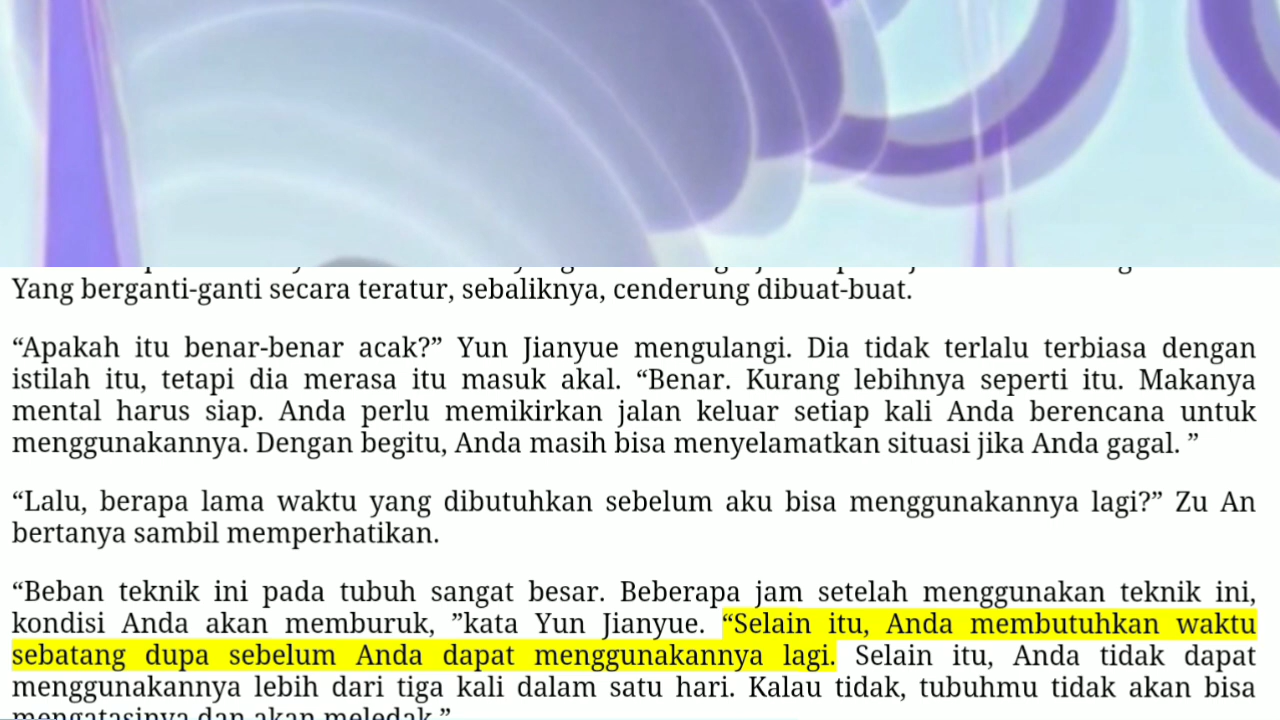 Yang berganti-ganti secara teratur, sebaliknya, cenderung dibuat-buat.
“Apakah itu benar-benar acak?” Yun Jianyue mengulangi. Dia tidak terlalu terbiasa dengan
istilah itu, tetapi dia merasa itu masuk akal. “Benar. Kurang lebihnya seperti itu. Makanya
mental harus siap. Anda perlu memikirkan jalan keluar setiap kali Anda berencana untuk
menggunakannya. Dengan begitu, Anda masih bisa menyelamatkan situasi jika Anda gagal. ”
“Lalu, berapa lama waktu yang dibutuhkan sebelum aku bisa menggunakannya lagi?” Zu An
bertanya sambil memperhatikan.
“Beban teknik ini pada tubuh sangat besar. Beberapa jam setelah menggunakan teknik ini,
kondisi Anda akan memburuk, ”kata Yun Jianyue. “Selain itu, Anda membutuhkan waktu
sebatang dupa sebelum Anda dapat menggunakannya lagi. Selain itu, Anda tidak dapat
menggunakannya lebih dari tiga kali dalam satu hari. Kalau tidak, tubuhmu tidak akan bisa
mengatasinya dan akan meledak.”